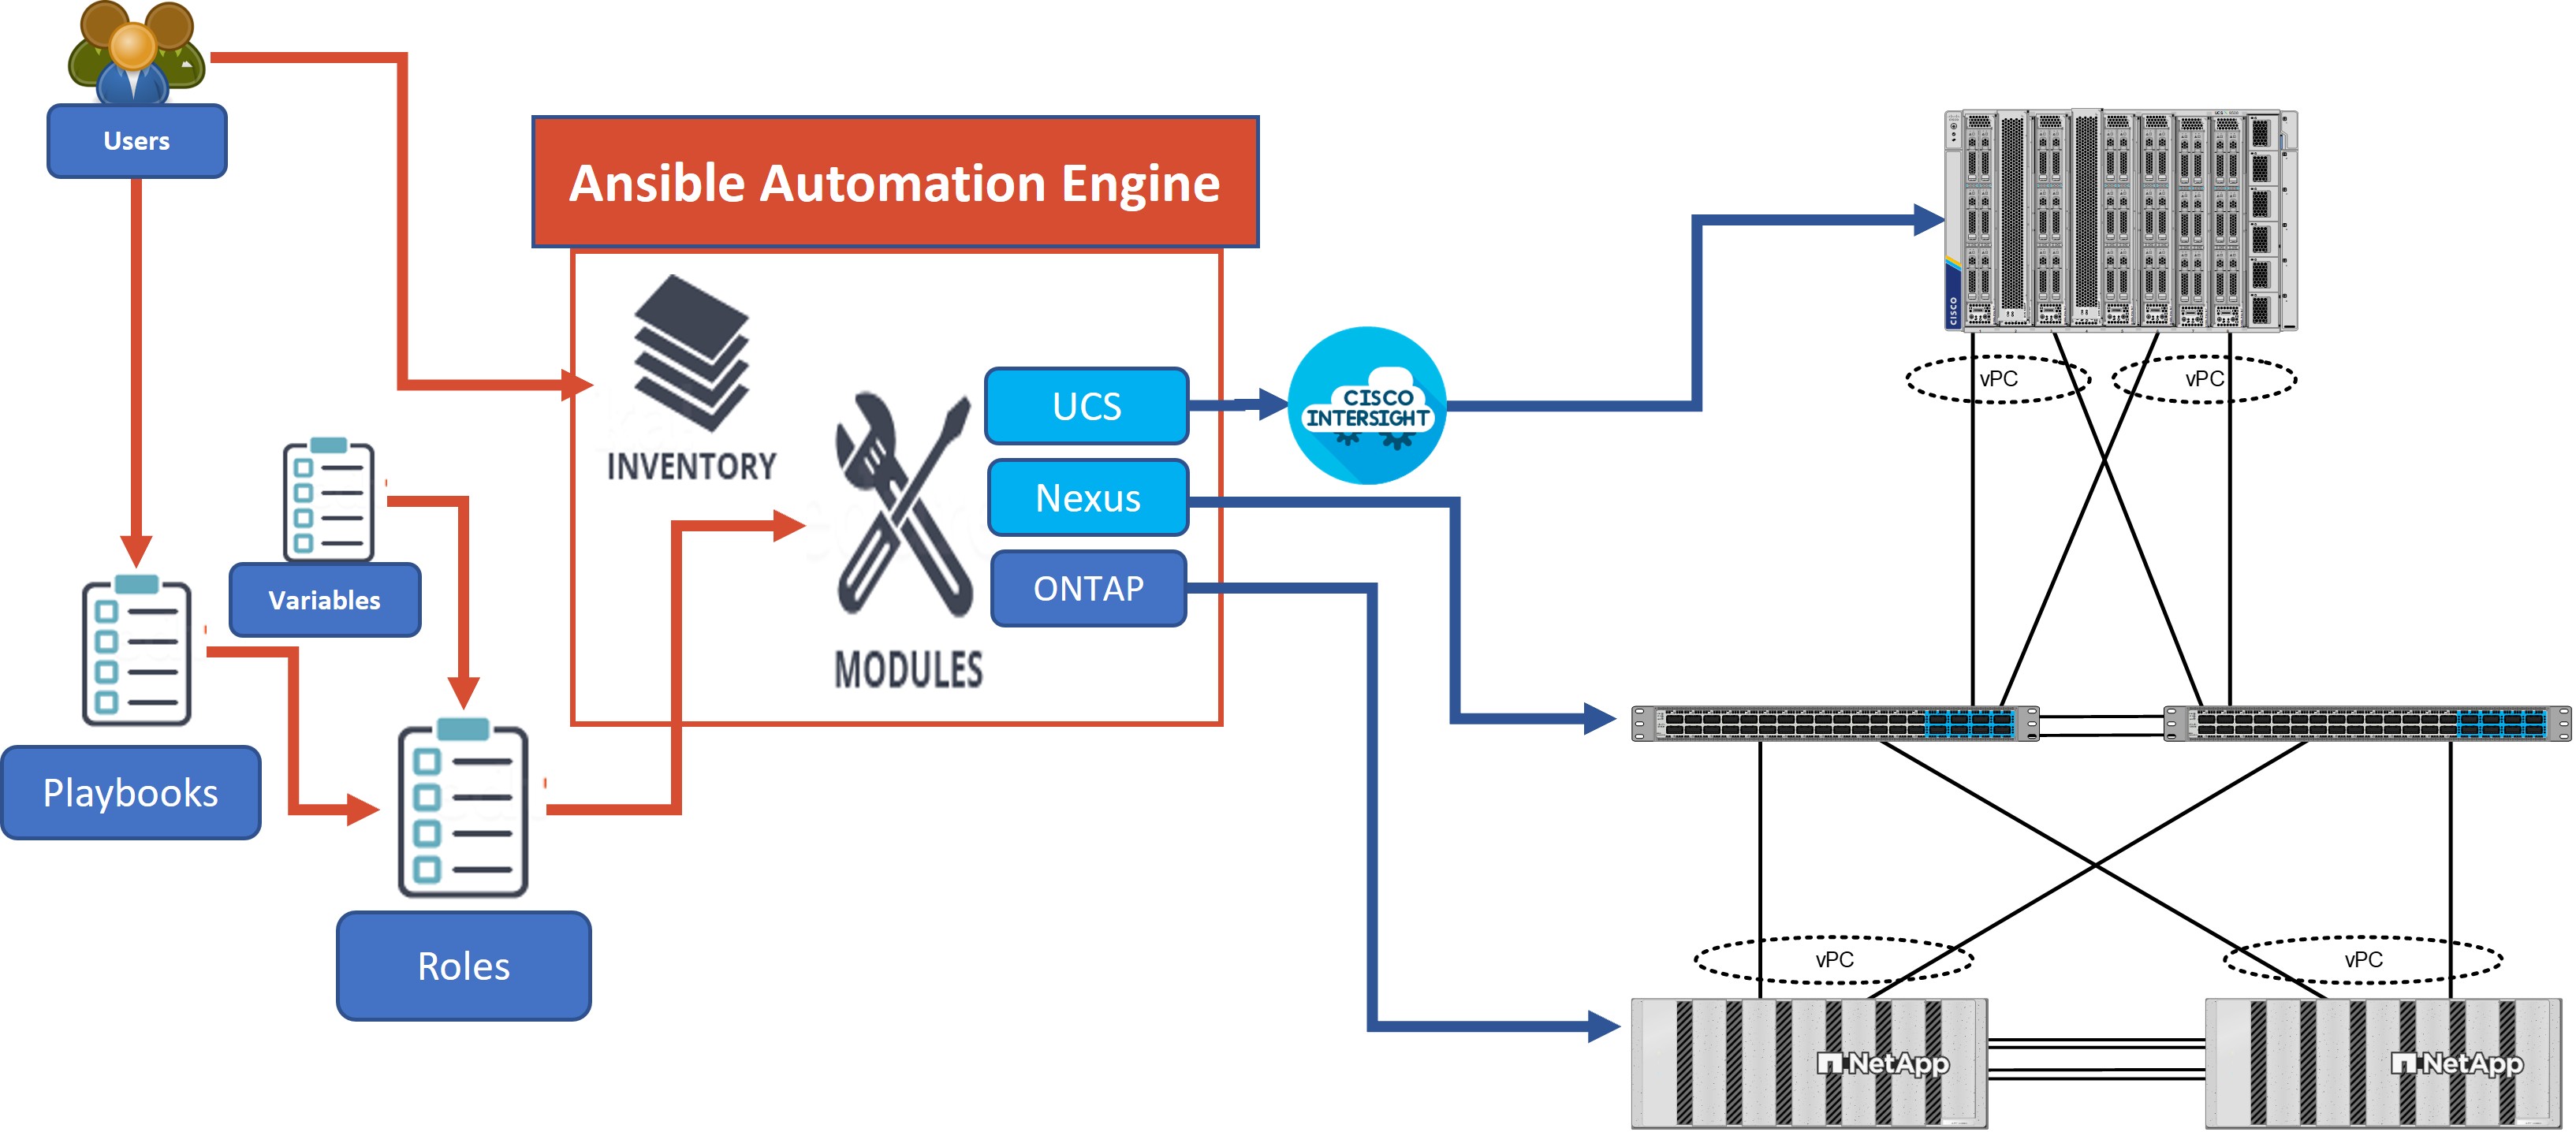 Users
Ansible Automation Engine
INVENTORY
UCS
CISCO
INTERSIGHT
Nexus
ONTAP
MODULES
Variables
Playbooks
Roles
CISCO
vPC
vPC
vPC
vPC
NetApp
NetApp